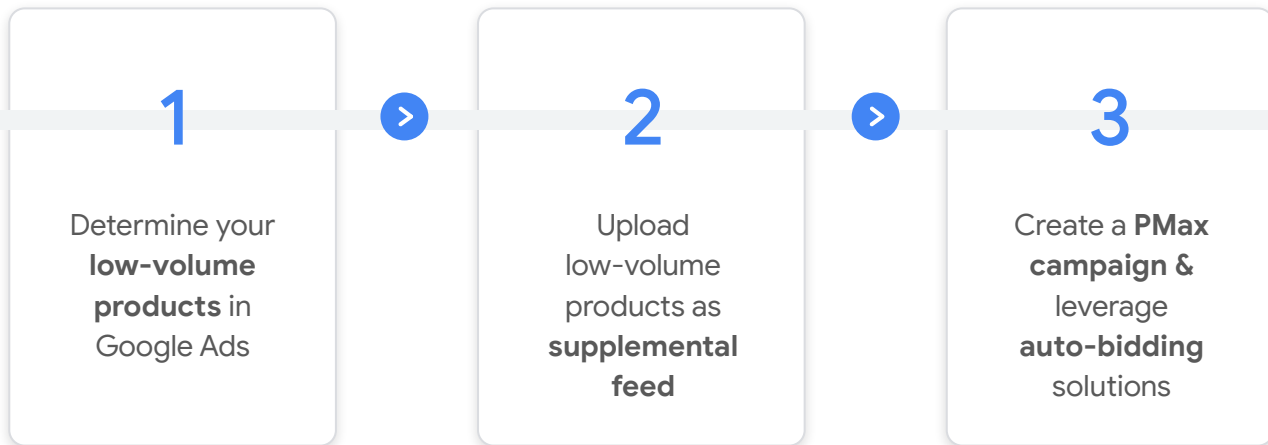 1
Determine your
low-volume
products in
Google Ads
2
Upload
low-volume
products as
supplemental
feed
3
Create a PMax
campaign &
leverage
auto-bidding
solutions